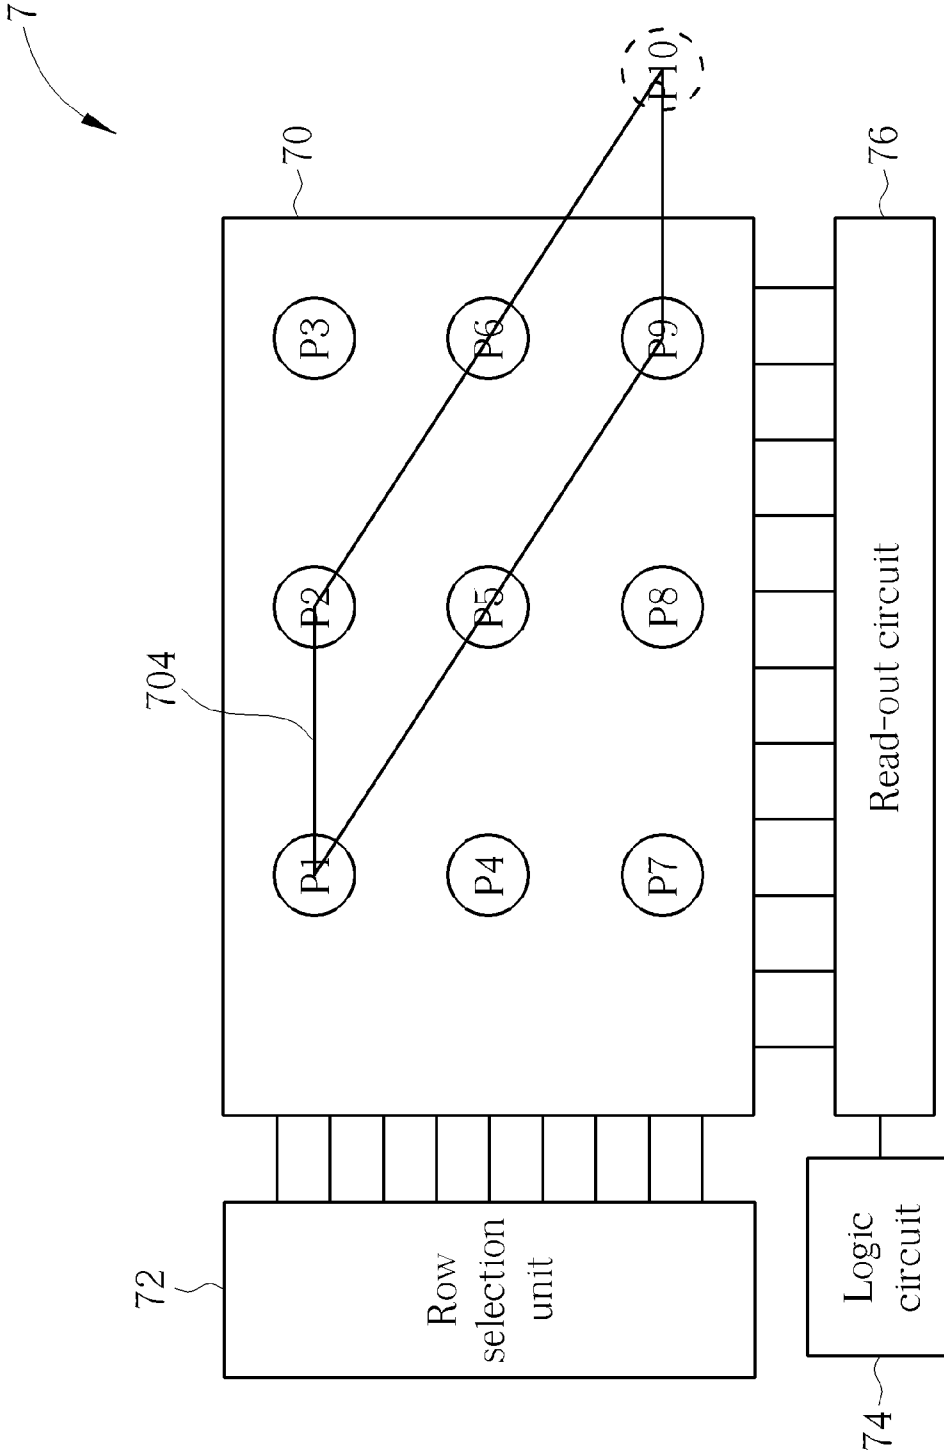 7
72
704
70
P1
P2
P3
Row
selection
unit
P4
P5
P6
P7
P8
P9
P10
74
Logic
circuit
Read-out circuit
76